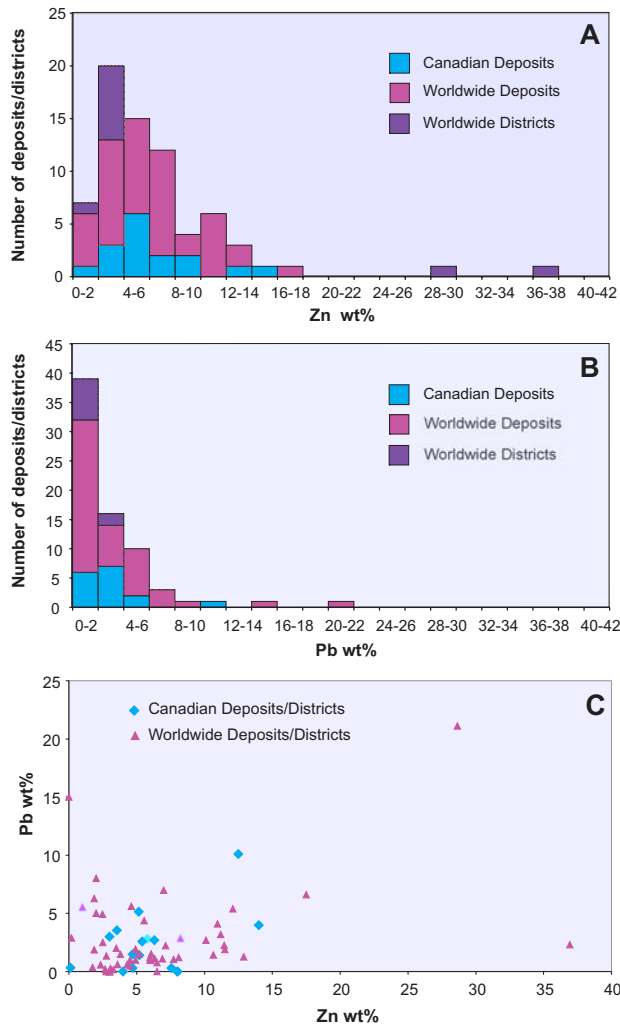 A
25
20
15
10
5
0
Number of deposits/districts
Canadian Deposits
Worldwide Deposits
Worldwide Districts
0-2 4-6 8-10 12-14 16-18 20-22 24-26 28-30 32-34 36-38 40-42
Zn wt%
B
45
40
35
30
25
20
15
10
5
0
Number of deposits/districts
Canadian Deposits
Worldwide Deposits
Worldwide Districts
0-2 4-6 8-10 12-14 16-18 20-22 24-26 28-30 32-34 36-38 40-42
Pb wt%
C
25
20
15
10
5
0
Pb wt%
Canadian Deposits/Districts
Worldwide Deposits/Districts
0 5 10 15 20 25 30 35 40
Zn wt%